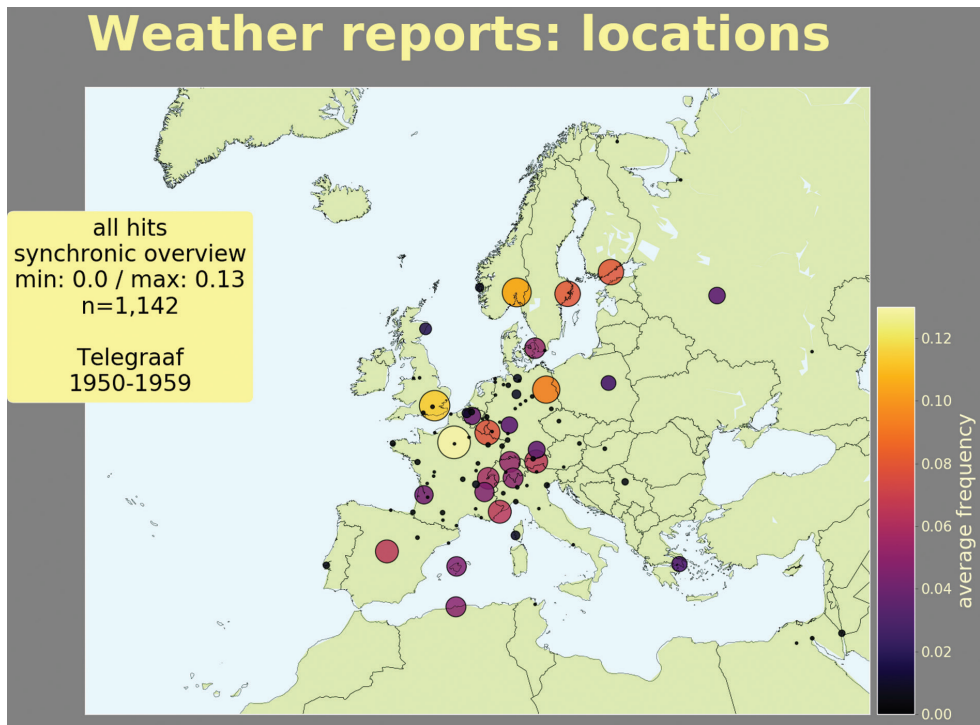 Weather reports: locations
all hits
synchronic overview
min: 0.0 / max: 0.13
n=1,142
Telegraaf
1950-1959
0.12
0.10
0.08
0.06
0.04
0.02
0.00
average frequency